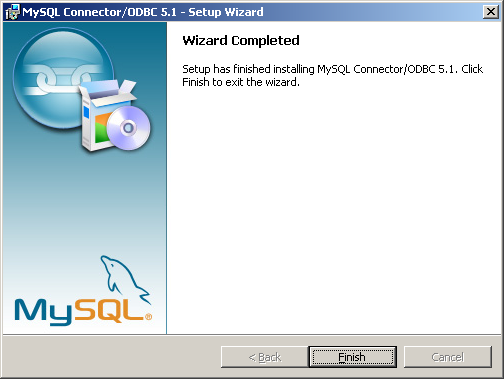 MySQL Connector/ODBC 5.1 - Setup Wizard
Wizard Completed
Setup has finished installing MySQL Connector/ODBC 5.1. Click
Finish to exit the wizard.
MySQL®
< Back
Finish
Cancel